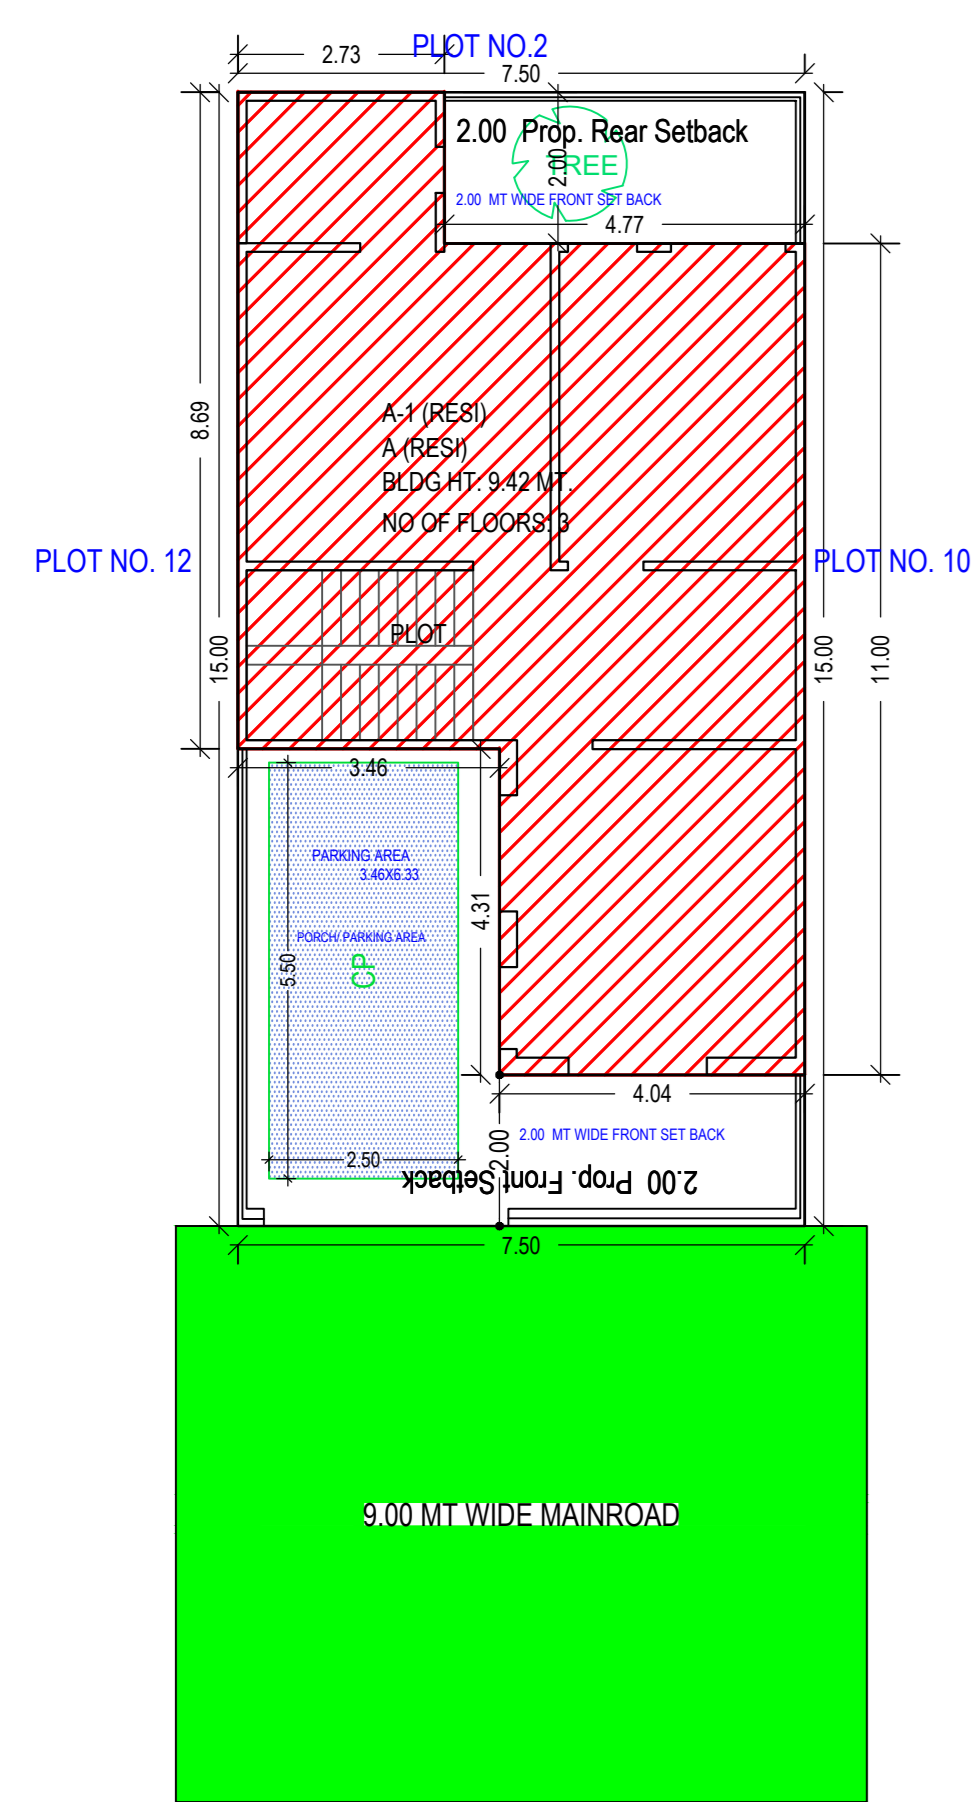 PLOT NO.2
2.73
7.50
2.00 Prop. Rear Setback
TREE
2.00
2.00 MT WIDE FRONT SET BACK
4.77
8.69
A-1 (RESI)
A (RESI)
BLDG HT: 9.42 MT.
NO OF FLOORS: 3
PLOT NO. 12
PLOT NO. 10
PLOT
15.00
15.00
11.00
3.46
PARKING AREA
3.46X6.33
4.31
PORCH/ PARKING AREA
CP
5.50
4.04
2.00 MT WIDE FRONT SET BACK
2.00
2.50
2.00 Prop. Front Setback
7.50
9.00 MT WIDE MAINROAD